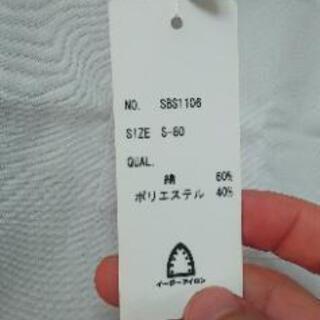 NO. SBS1106
SIZE S-80
QUAL.
綿 60%
ポリエステル 40%
イージーアイロン